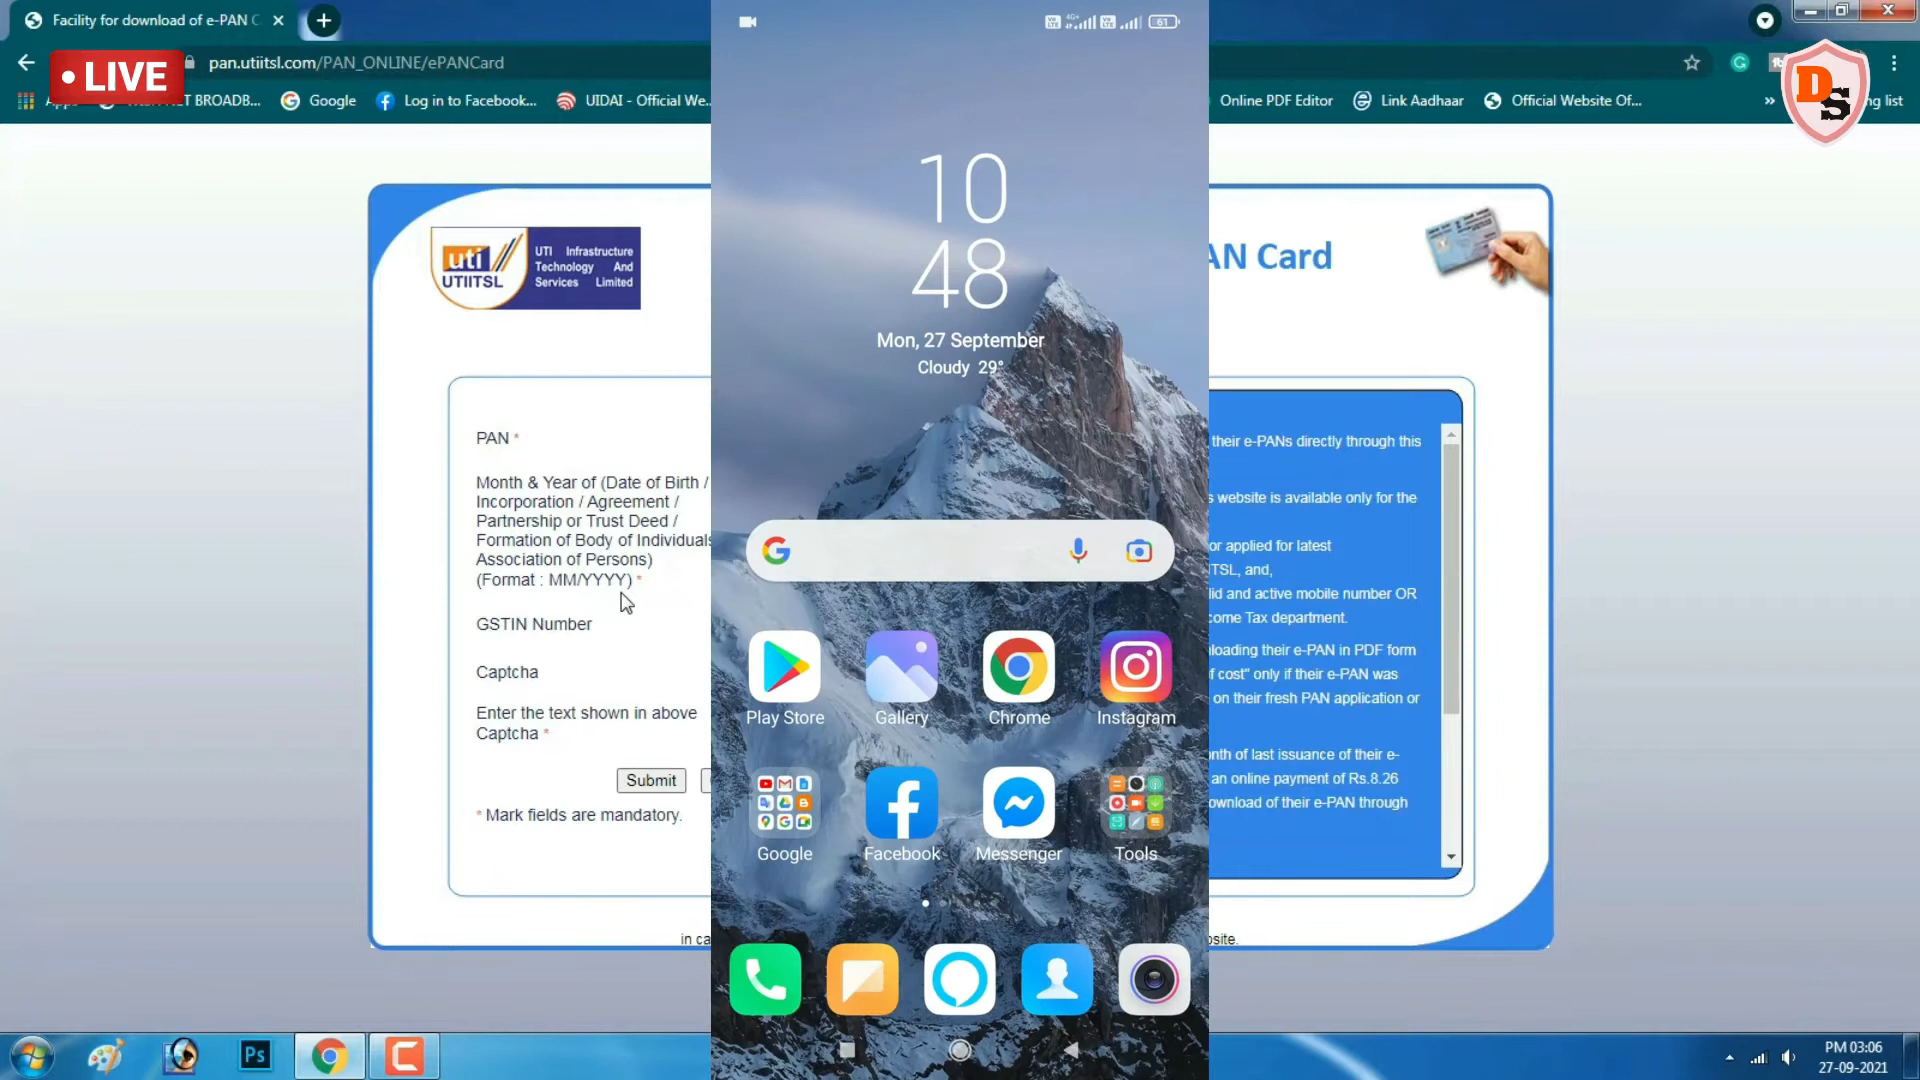 Facility for download of e-PAN C
LIVE
pan.utiitsl.com/PAN_ONLINE/ePANCard
BROADB...
Google
Log in to Facebook...
UIDAI - Official We...
Online PDF Editor
Link Aadhaar
Official Website Of...
»
ng list
DS
61
10
48
Mon, 27 September
Cloudy 29°
uti
UTIITSL
UTI Infrastructure
Technology And
Services Limited
AN Card
PAN *
Month & Year of (Date of Birth /
Incorporation / Agreement /
Partnership or Trust Deed /
Formation of Body of Individuals
Association of Persons)
(Format : MM/YYYY) *
GSTIN Number
Captcha
Enter the text shown in above
Captcha *
Submit
* Mark fields are mandatory.
their e-PANs directly through this
s website is available only for the
or applied for latest
TSL, and,
lid and active mobile number OR
come Tax department.
loading their e-PAN in PDF form
f cost" only if their e-PAN was
on their fresh PAN application or
nth of last issuance of their e-
an online payment of Rs.8.26
ownload of their e-PAN through
in ca
site.
Play Store
Gallery
Chrome
Instagram
Google
Facebook
Messenger
Tools
Ps
PM 03:06
27-09-2021